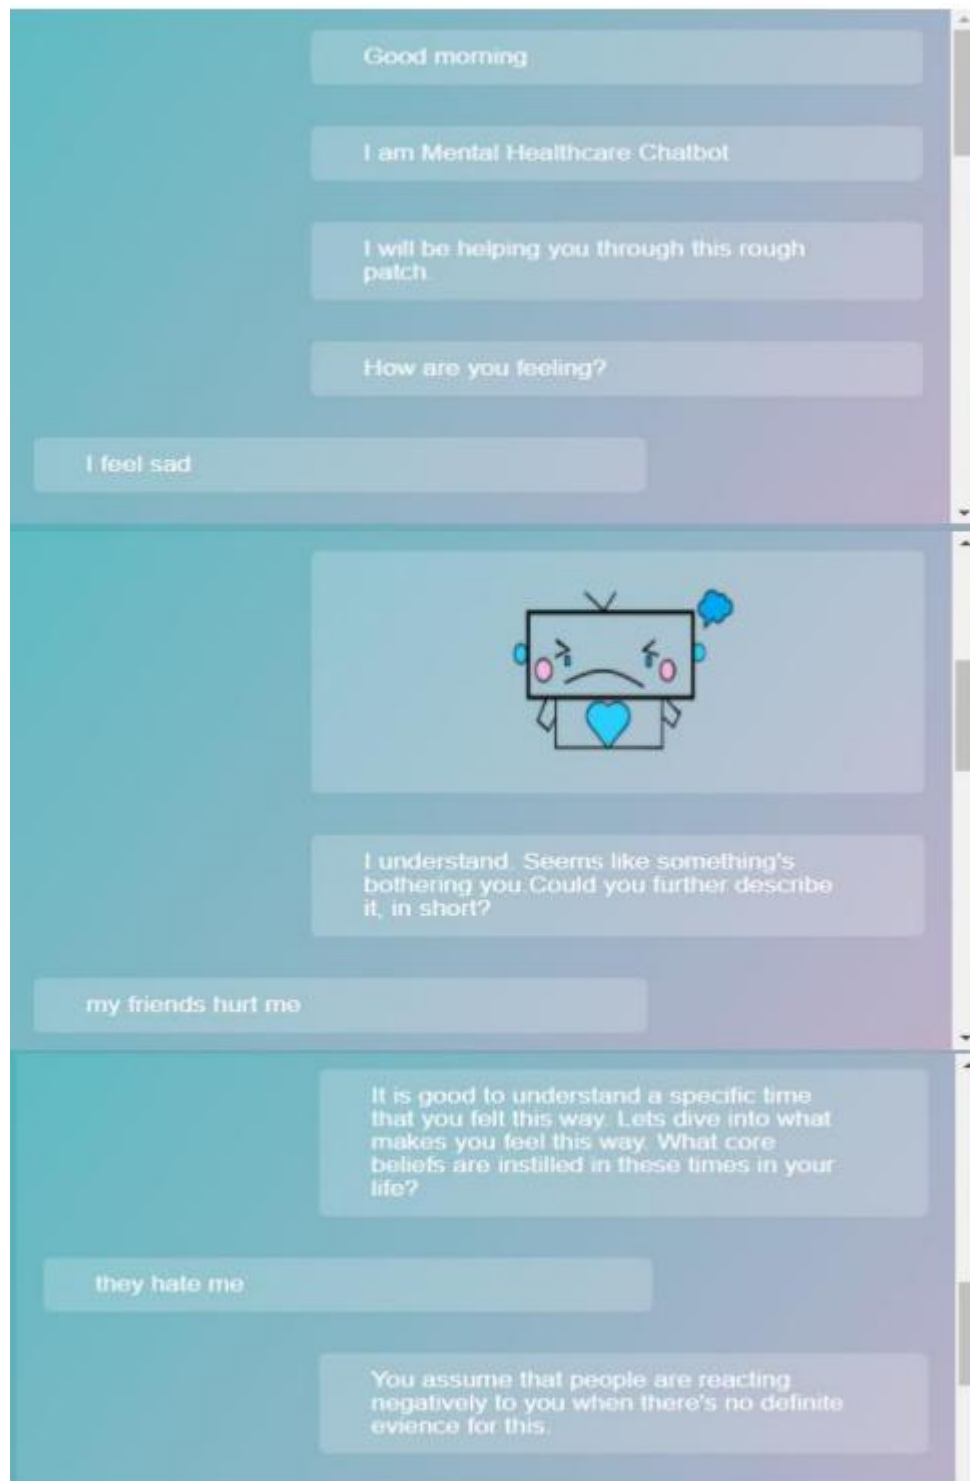 Good morning
I am Mental Healthcare Chatbot
I will be helping you through this rough
patch.
How are you feeling?
I feel sad
I understand. Seems like something's
bothering you.Could you further describe
it, in short?
my friends hurt me
It is good to understand a specific time
that you felt this way. Lets dive into what
makes you feel this way. What core
beliefs are instilled in these times in your
life?
they hate me
You assume that people are reacting
negatively to you when there's no definite
evience for this.